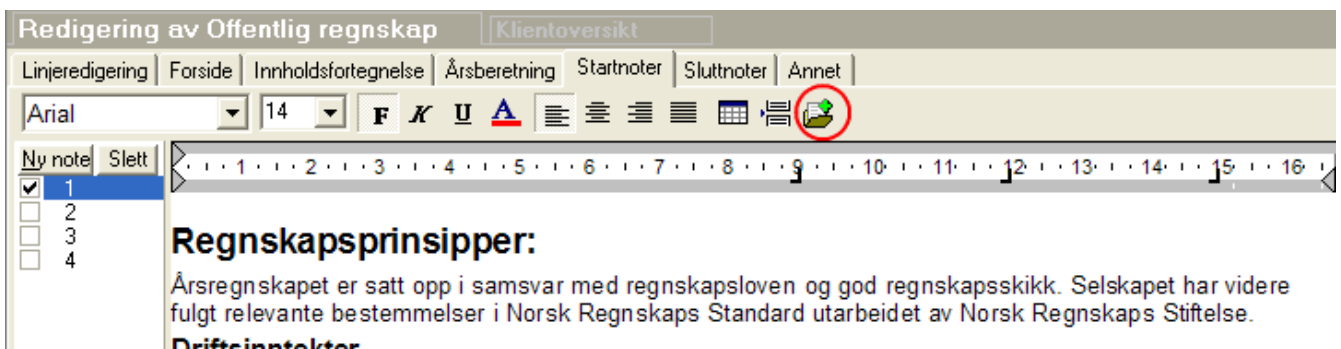 Redigering av Offentlig regnskap Klientoversikt
Linjeredigering Forside Innholdsfortegnelse Årsberetning Startnoter Sluttnoter Annet
Arial 14 F K U A
Ny note Slett 1 2 3 4 5 6 7 8 9 10 11 12 13 14 15 16
1
2
3
4
Regnskapsprinsipper:
Årsregnskapet er satt opp i samsvar med regnskapsloven og god regnskapsskikk. Selskapet har videre
fulgt relevante bestemmelser i Norsk Regnskaps Standard utarbeidet av Norsk Regnskaps Stiftelse.
Driftsinntekter